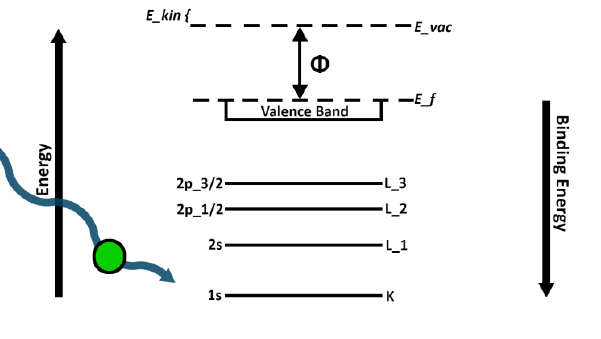 E_kin {
E_vac
Φ
E_f
Valence Band
Energy
Binding Energy
2p_3/2 L_3
2p_1/2 L_2
2s L_1
1s K